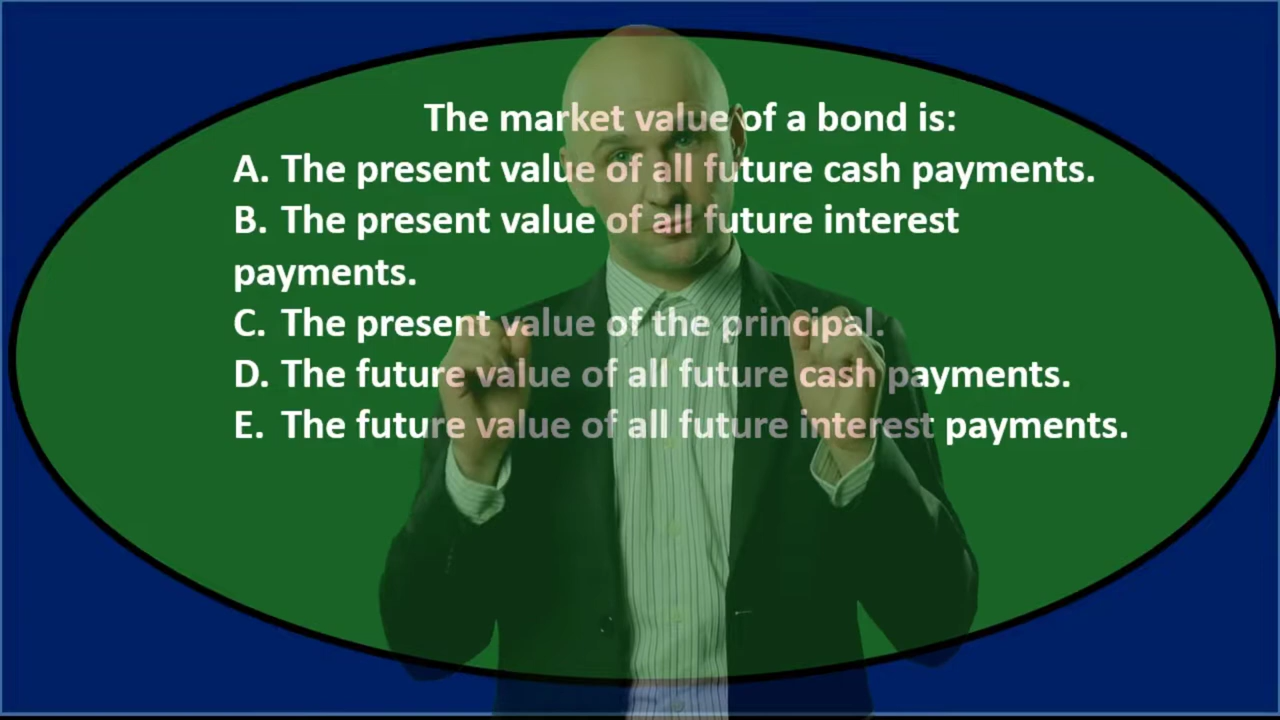 The market value of a bond is:
A. The present value of all future cash payments.
B. The present value of all future interest
payments.
C. The present value of the principal.
D. The future value of all future cash payments.
E. The future value of all future interest payments.